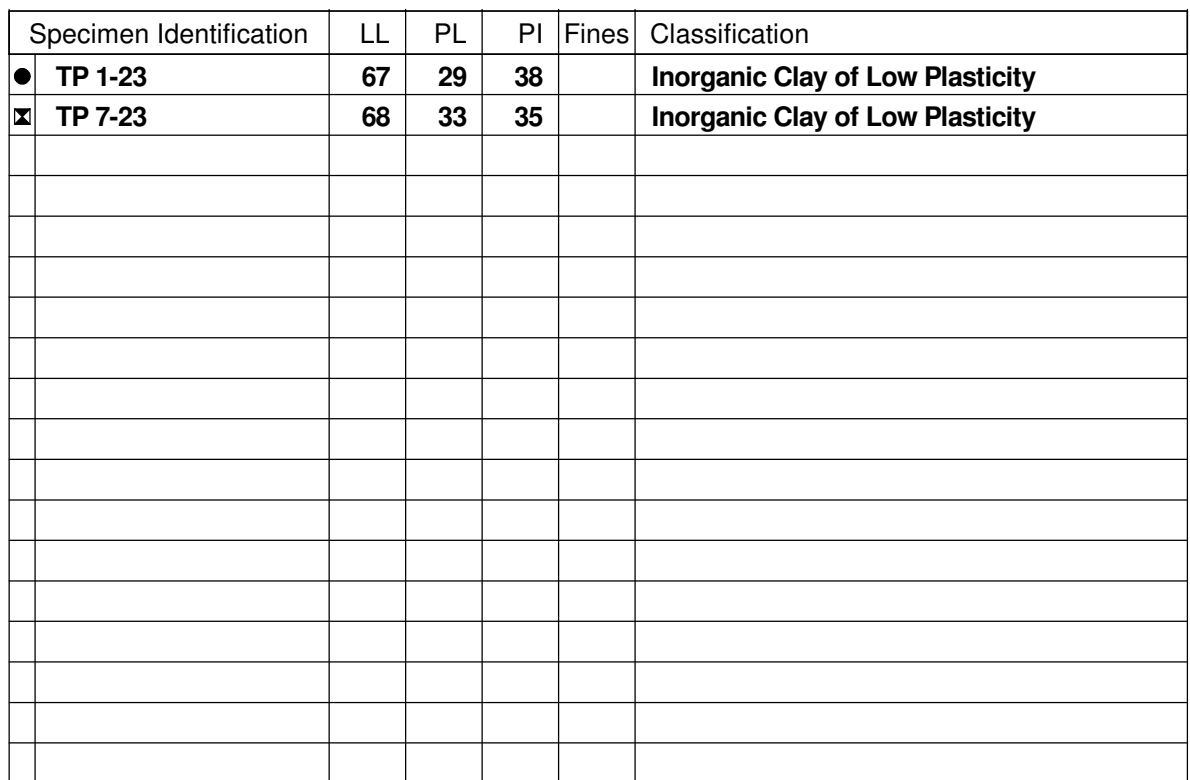 Specimen Identification LL PL PI Fines Classification
TP 1-23 67 29 38 Inorganic Clay of Low Plasticity
TP 7-23 68 33 35 Inorganic Clay of Low Plasticity